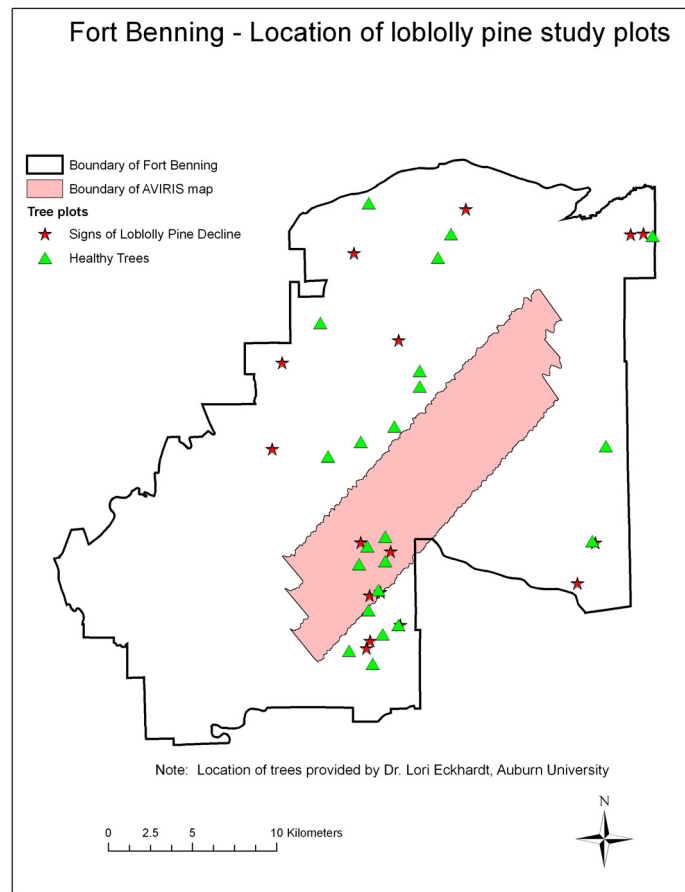 Fort Benning - Location of loblolly pine study plots
Boundary of Fort Benning
Boundary of AVIRIS map
Tree plots
Signs of Loblolly Pine Decline
Healthy Trees
Note: Location of trees provided by Dr. Lori Eckhardt, Auburn University
N
0 2.5 5 10 Kilometers